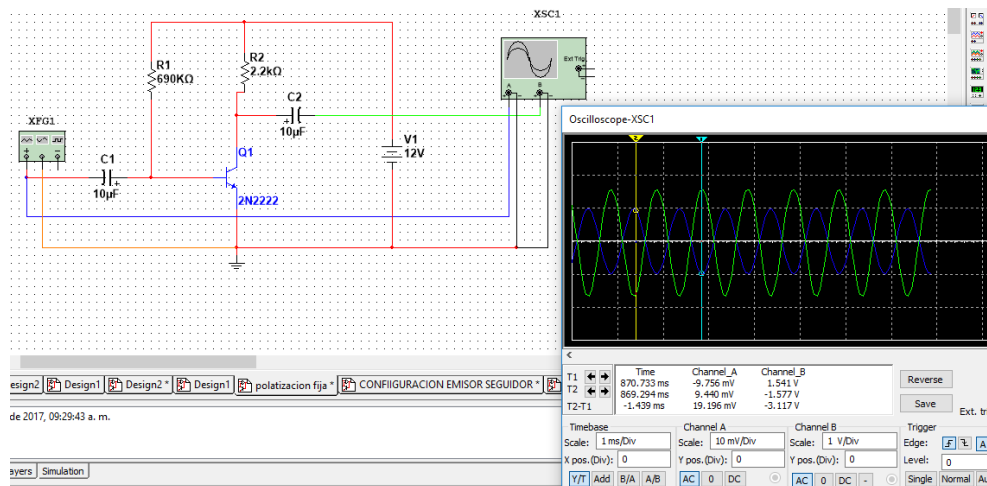 XSC1
Ext Trig
A
B
R1
690KΩ
R2
2.2kΩ
C2
10µF
XFG1
C1
10µF
Q1
2N2222
V1
12V
Oscilloscope-XSC1
esign2 Design1 Design2 * Design1 polatizacion fija * CONFIIGURACION EMISOR SEGUIDOR *
de 2017, 09:29:43 a. m.
ayers Simulation
Time Channel_A Channel_B
T1 870.733 ms -9.756 mV 1.541 V
T2 869.294 ms 9.440 mV -1.577 V
T2-T1 -1.439 ms 19.196 mV -3.117 V
Reverse
Save
Ext. tri
Timebase Channel A Channel B Trigger
Scale: 1 ms/Div Scale: 10 mV/Div Scale: 1 V/Div Edge: A
X pos.(Div): 0 Y pos.(Div): 0 Y pos.(Div): 0 Level: 0
Y/T Add B/A A/B AC 0 DC AC 0 DC - Single Normal Au